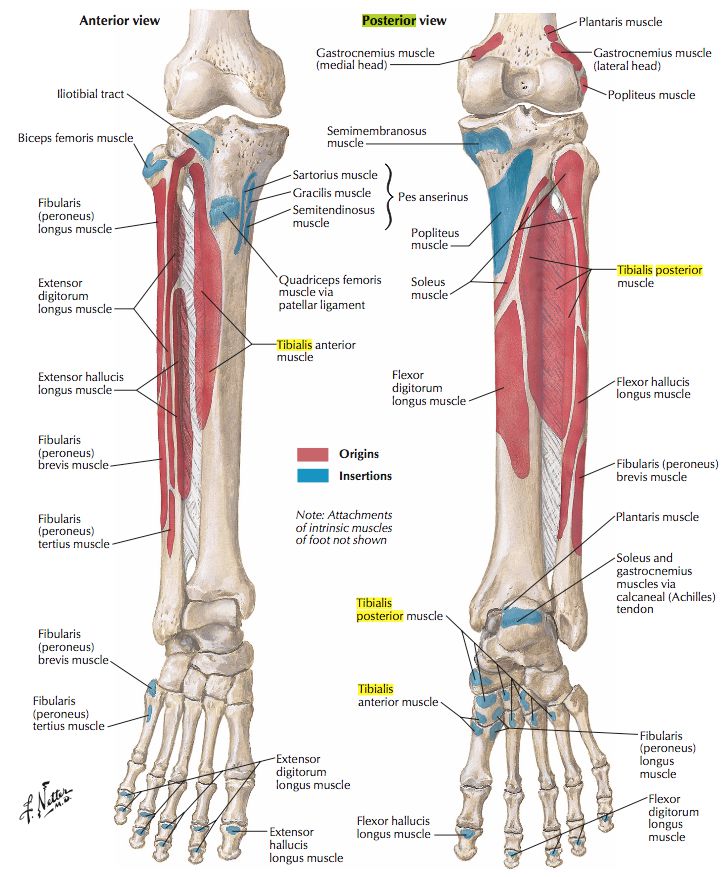 Anterior view
Iliotibial tract
Biceps femoris muscle
Fibularis
(peroneus)
longus muscle
Extensor
digitorum
longus muscle
Extensor hallucis
longus muscle
Fibularis
(peroneus)
brevis muscle
Fibularis
(peroneus)
tertius muscle
Fibularis
(peroneus)
brevis muscle
Fibularis
(peroneus)
tertius muscle
Sartorius muscle
Gracilis muscle
Semitendinosus
muscle
Pes anserinus
Quadriceps femoris
muscle via
patellar ligament
Tibialis anterior
muscle
Origins
Insertions
Note: Attachments
of intrinsic muscles
of foot not shown
Extensor
digitorum
longus muscle
Extensor
hallucis
longus muscle
F. Netter
M.D.
Posterior view
Plantaris muscle
Gastrocnemius muscle
(medial head)
Gastrocnemius muscle
(lateral head)
Popliteus muscle
Semimembranosus
muscle
Popliteus
muscle
Soleus
muscle
Tibialis posterior
muscle
Flexor
digitorum
longus muscle
Flexor hallucis
longus muscle
Fibularis (peroneus)
brevis muscle
Plantaris muscle
Soleus and
gastrocnemius
muscles via
calcaneal (Achilles)
tendon
Tibialis
posterior muscle
Tibialis
anterior muscle
Fibularis
(peroneus)
longus
muscle
Flexor hallucis
longus muscle
Flexor
digitorum
longus
muscle